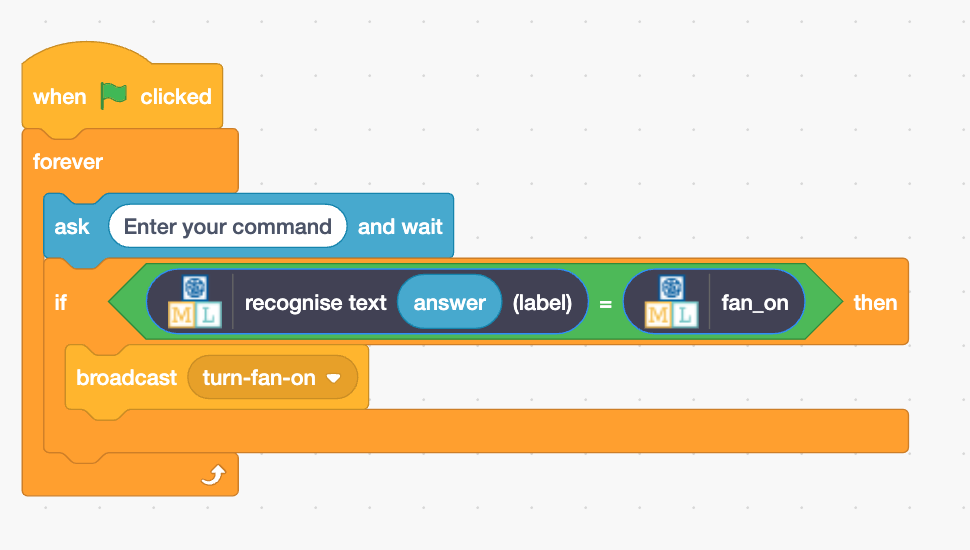 when clicked
forever
ask Enter your command and wait
if ML recognise text answer (label) = ML fan_on then
broadcast turn-fan-on